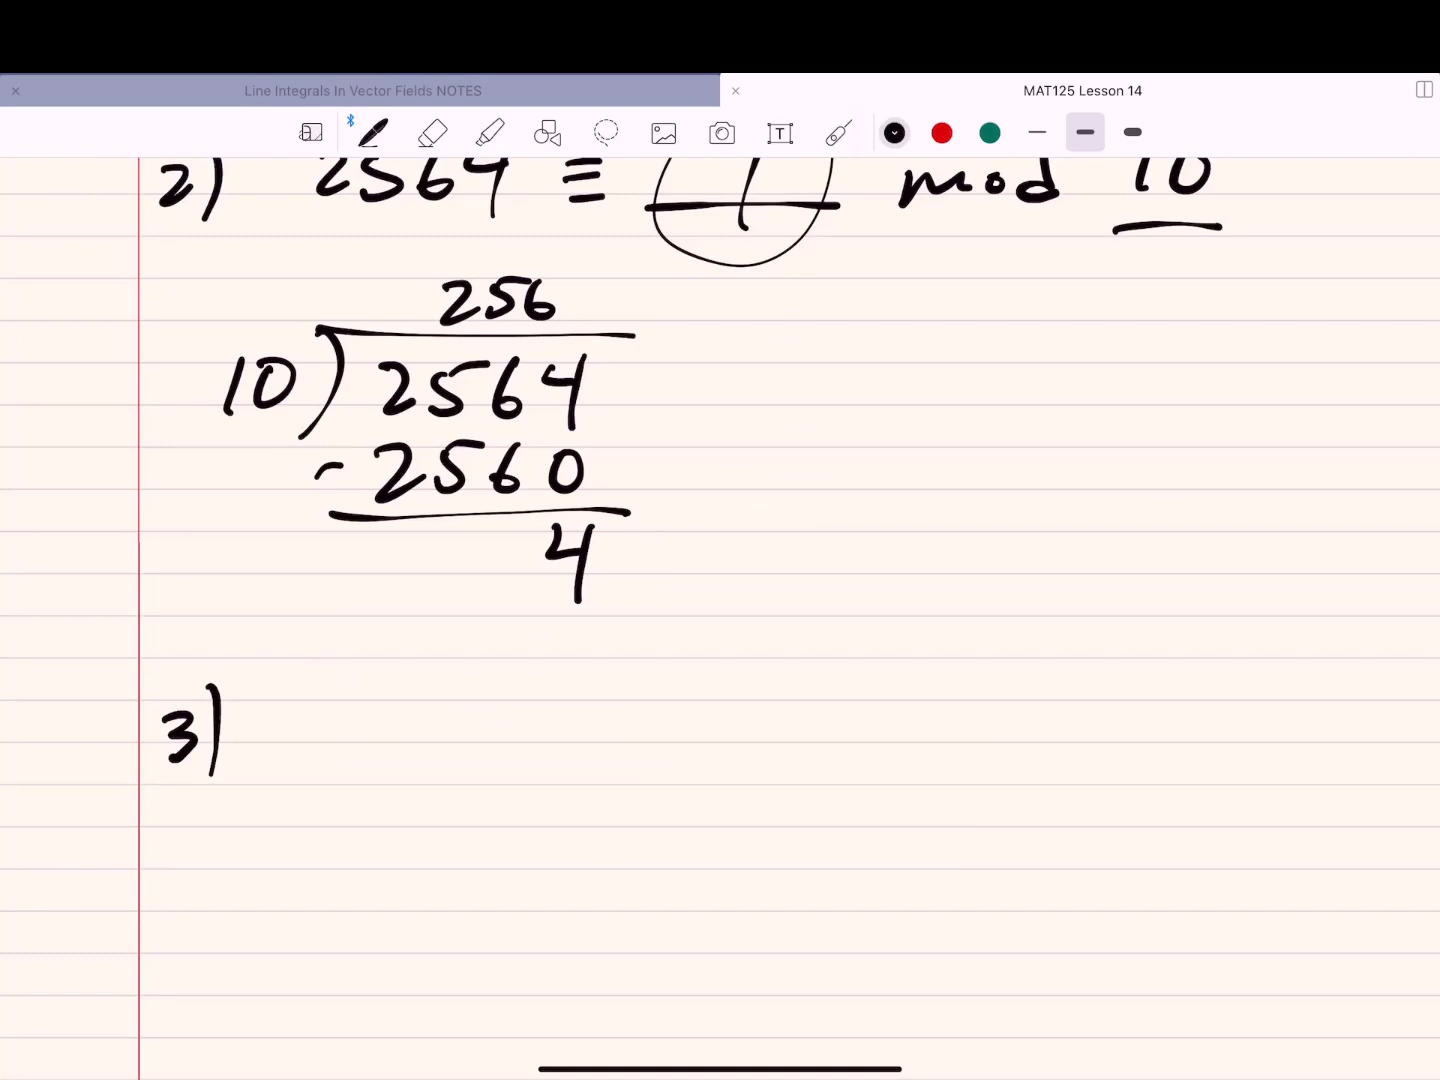 Line Integrals In Vector Fields NOTES
MAT125 Lesson 14
2) 2564 ≡ mod 10
256
10 ) 2564
- 2560
4
3)